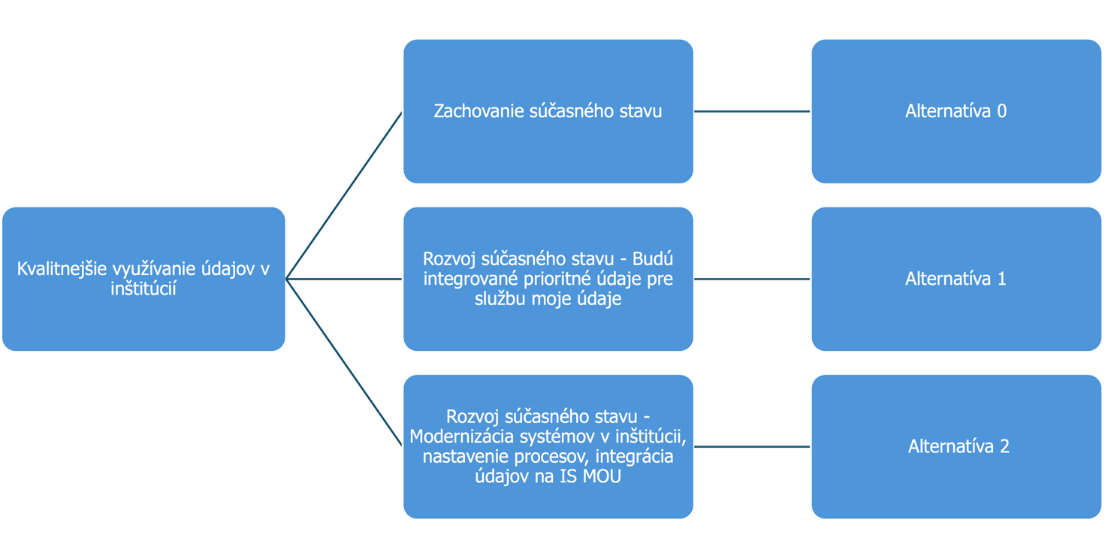 Zachovanie súčasného stavu
Alternatíva 0
Kvalitnejšie využívanie údajov v
inštitúcií
Rozvoj súčasného stavu - Budú
integrované prioritné údaje pre
službu moje údaje
Alternatíva 1
Rozvoj súčasného stavu -
Modernizácia systémov v inštitúcii,
nastavenie procesov, integrácia
údajov na IS MOU
Alternatíva 2